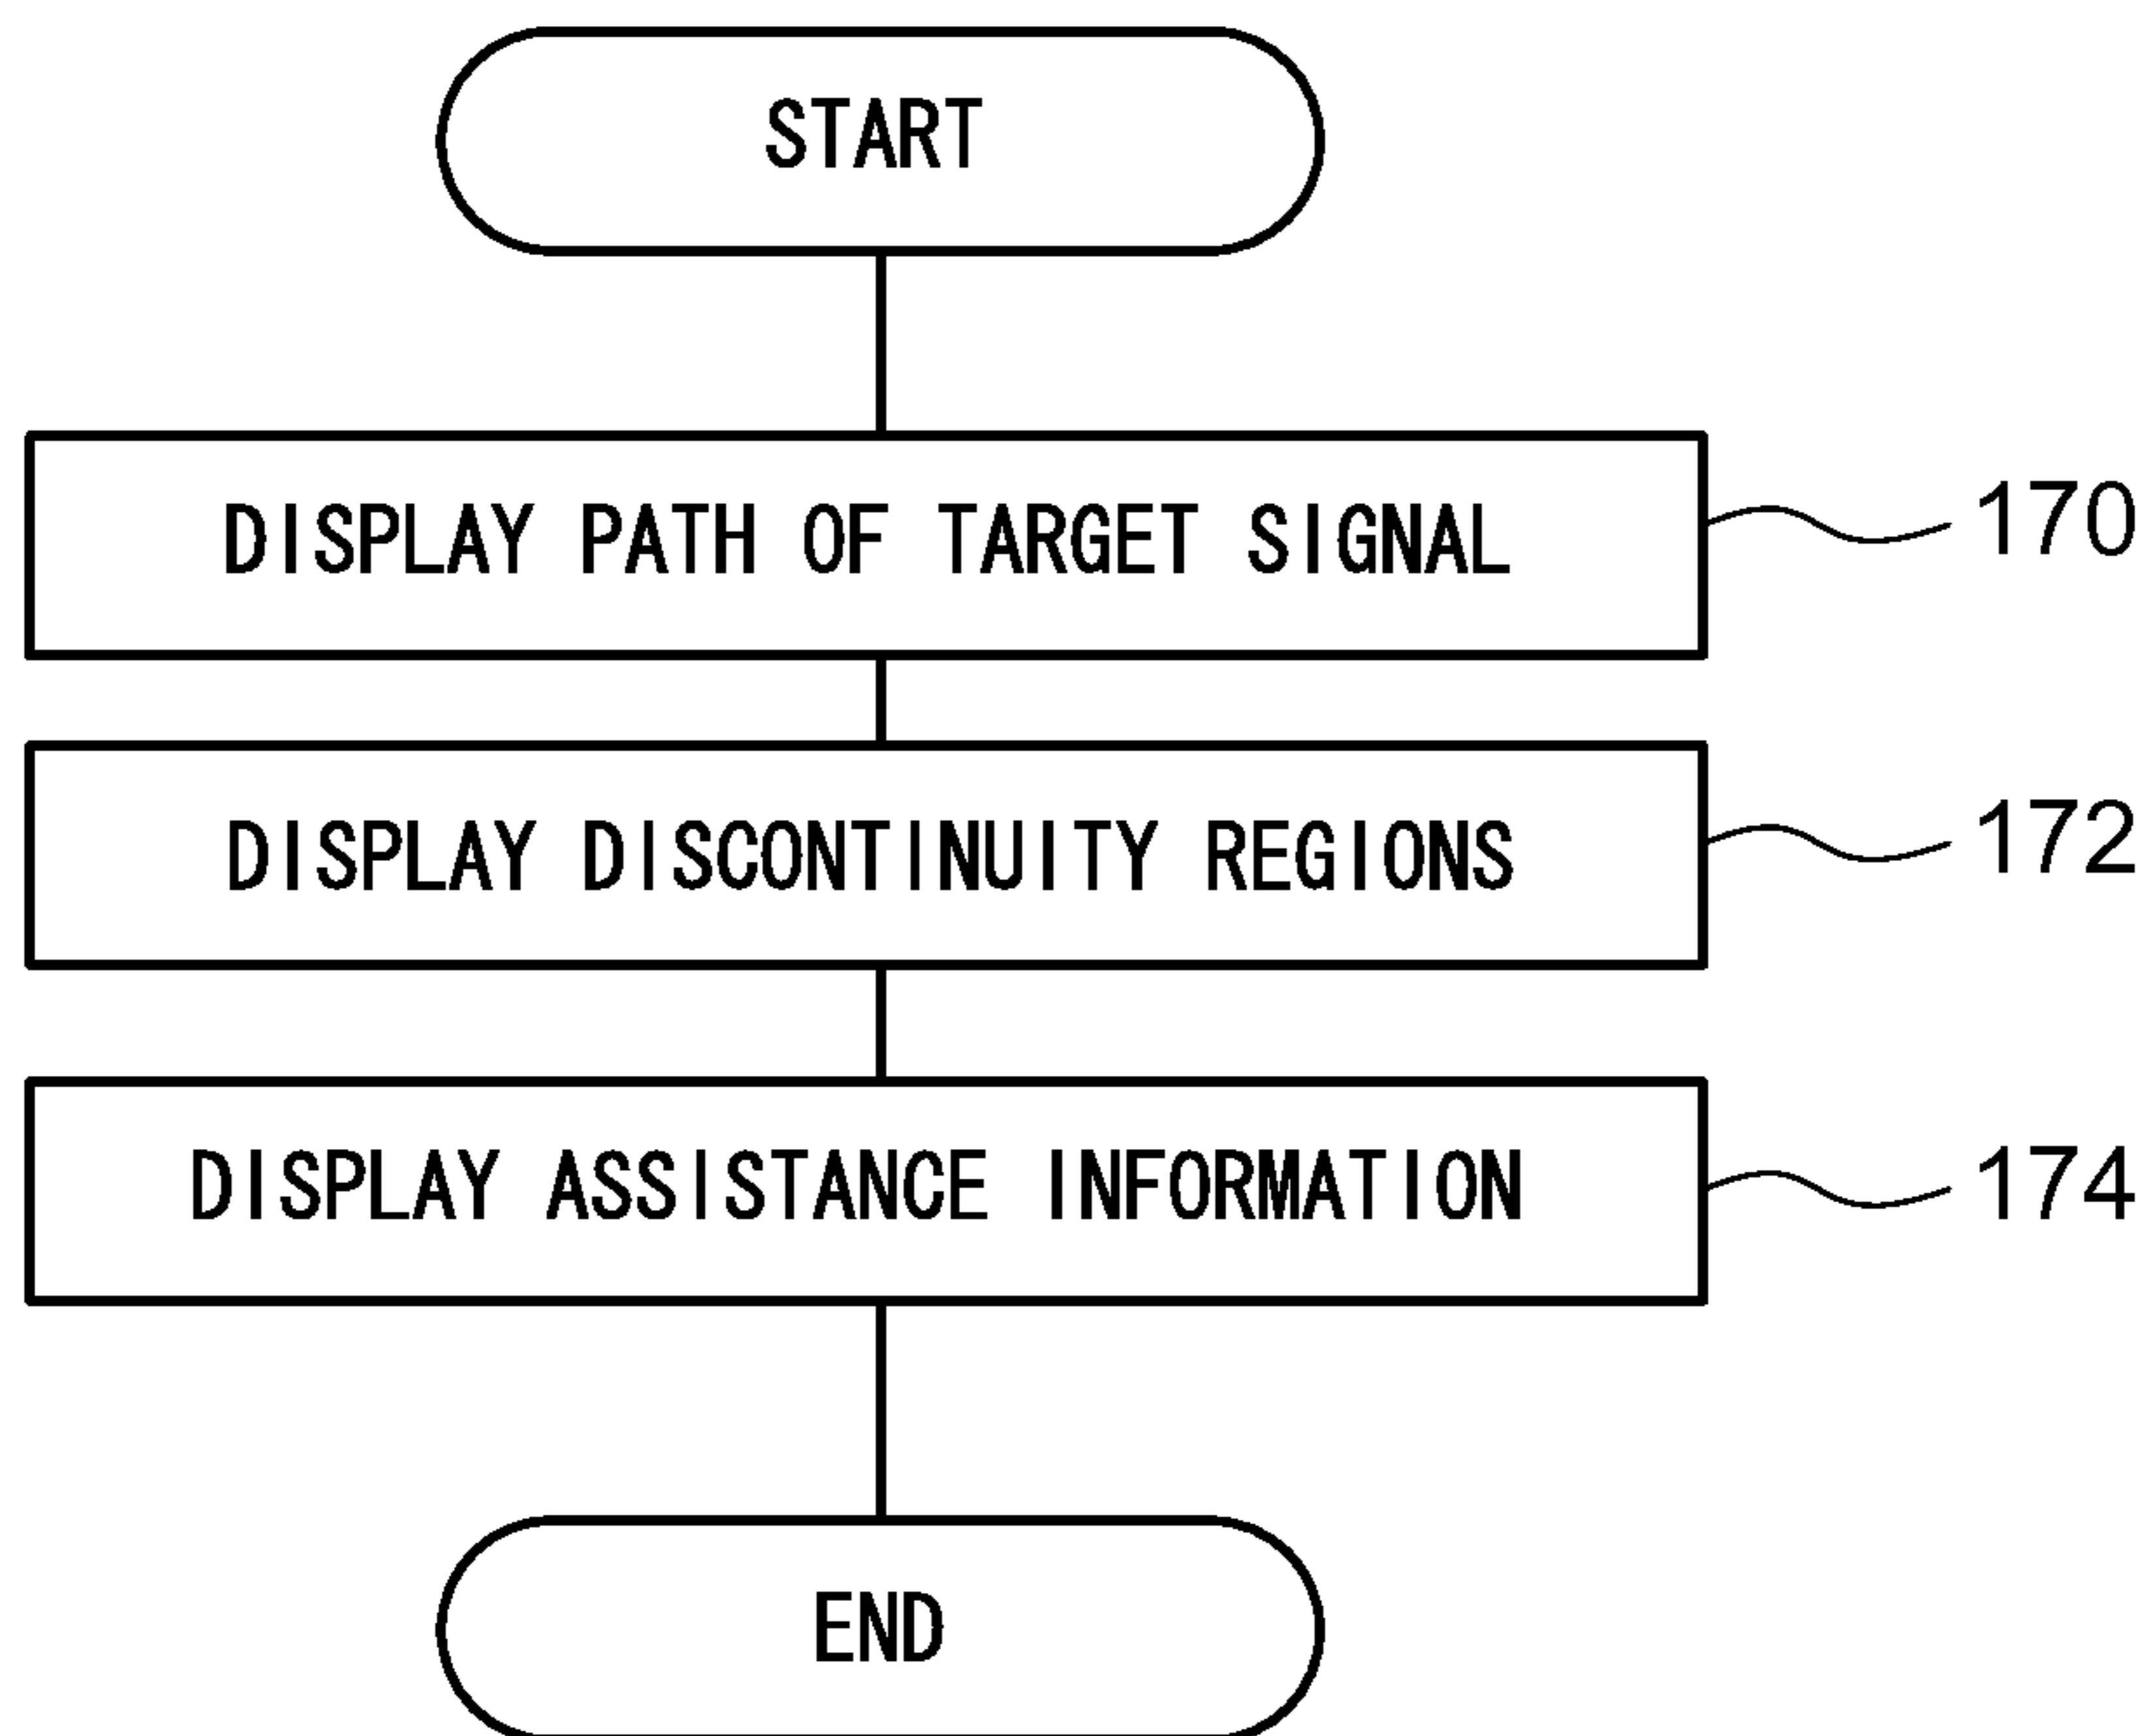 START
DISPLAY PATH OF TARGET SIGNAL
170
DISPLAY DISCONTINUITY REGIONS
172
DISPLAY ASSISTANCE INFORMATION
174
END